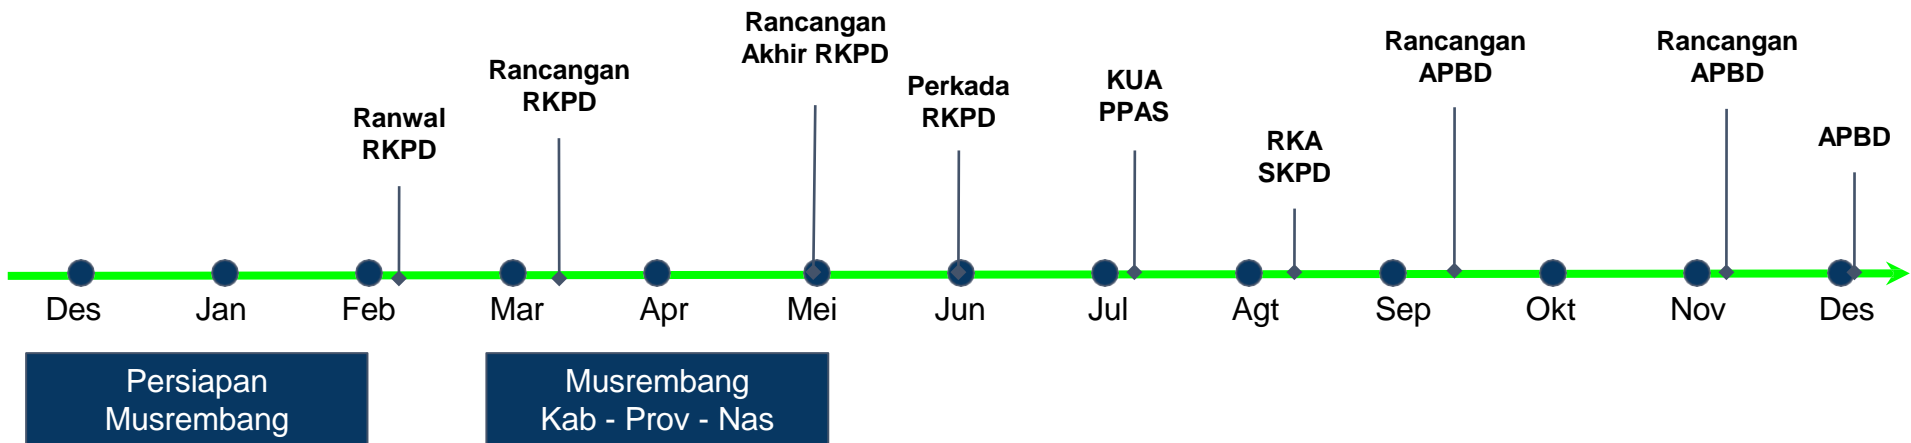 Ranwal
RKPD
Rancangan
RKPD
Rancangan
Akhir RKPD
Perkada
RKPD
KUA
PPAS
RKA
SKPD
Rancangan
APBD
Rancangan
APBD
APBD
Des
Jan
Feb
Mar
Apr
Mei
Jun
Jul
Agt
Sep
Okt
Nov
Des
Persiapan
Musrembang
Musrembang
Kab - Prov - Nas